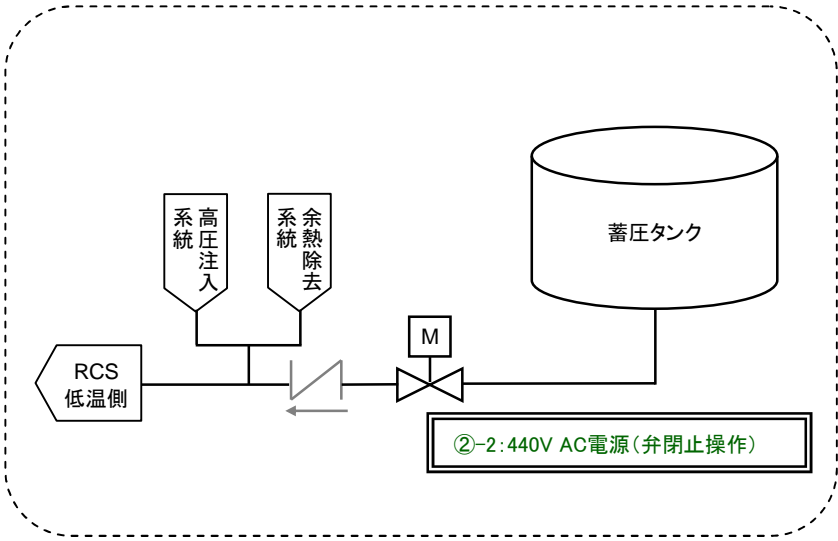 高圧注入
系統
余熱除去
系統
蓄圧タンク
M
RCS
低温側
②-2:440V AC電源(弁閉止操作)